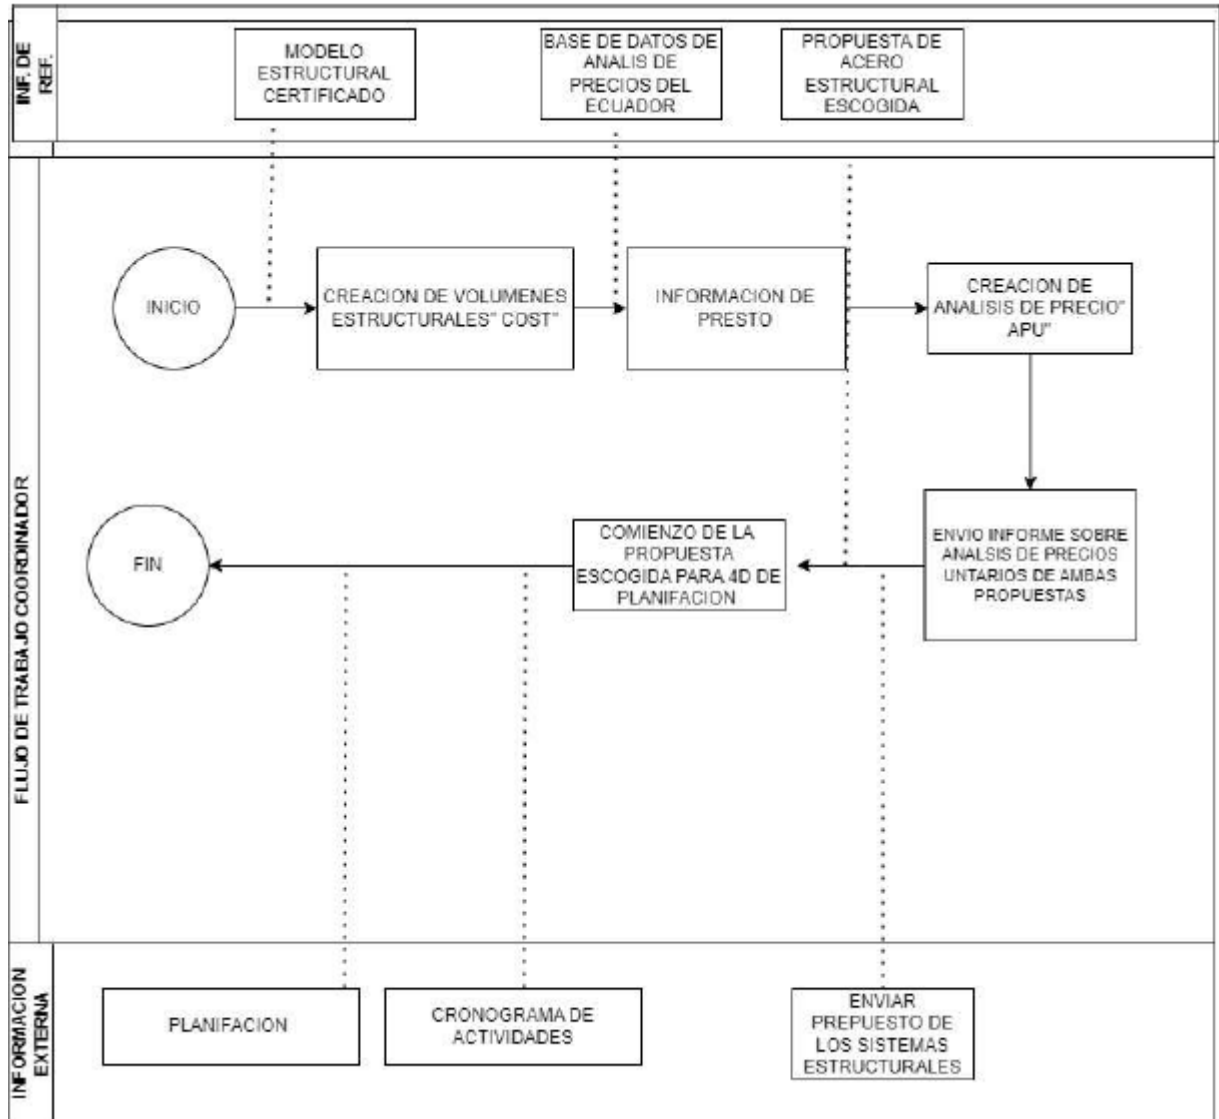 INF. DE
REF.
MODELO
ESTRUCTURAL
CERTIFICADO
BASE DE DATOS DE
ANALIS DE
PRECIOS DEL
ECUADOR
PROPUESTA DE
ACERO
ESTRUCTURAL
ESCOGIDA
FLUJO DE TRABAJO COORDINADOR
INICIO
CREACION DE VOLUMENES
ESTRUCTURALES" COST"
INFORMACION DE
PRESTO
CREACION DE
ANALISIS DE PRECIO"
APU"
FIN
COMIENZO DE LA
PROPUESTA
ESCOGIDA PARA 4D DE
PLANIFACION
ENVIO INFORME SOBRE
ANALSIS DE PRECIOS
UNTARIOS DE AMBAS
PROPUESTAS
INFORMACION
EXTERNA
PLANIFACION
CRONOGRAMA DE
ACTIVIDADES
ENVIAR
PREPUESTO DE
LOS SISTEMAS
ESTRUCTURALES